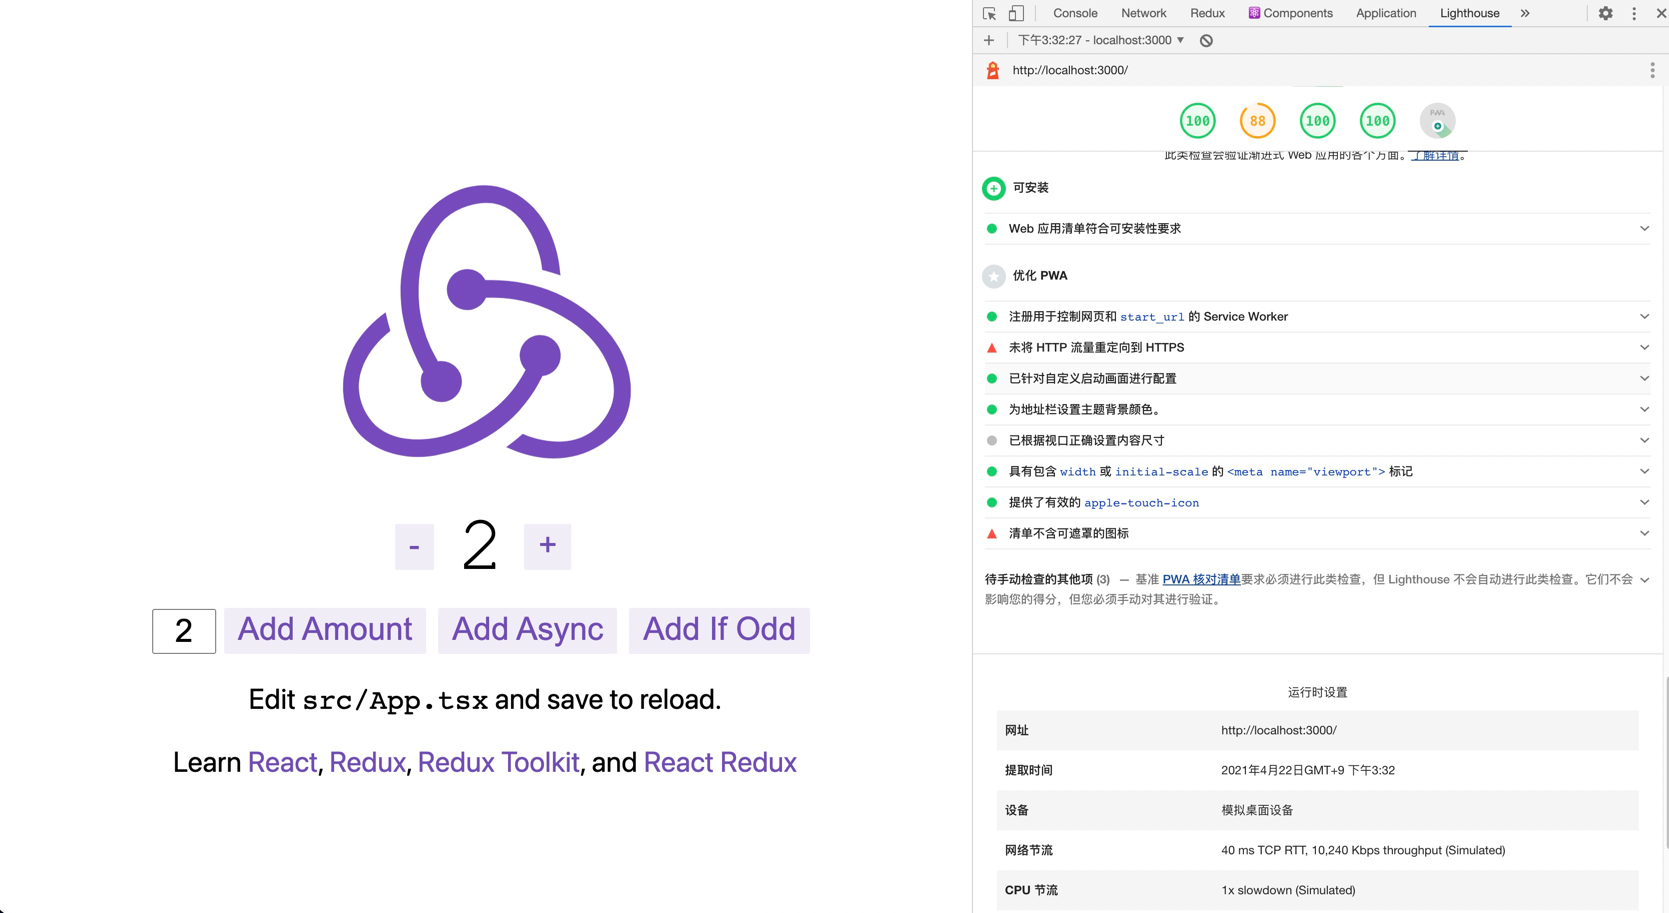 Console Network Redux Components Application Lighthouse
下午3:32:27 - localhost:3000
http://localhost:3000/
100 88 100 100 PWA
此类检查会验证渐进式 Web 应用的各个方面。了解详情。
可安装
Web 应用清单符合可安装性要求
优化 PWA
注册用于控制网页和 start_url 的 Service Worker
未将 HTTP 流量重定向到 HTTPS
已针对自定义启动画面进行配置
为地址栏设置主题背景颜色。
已根据视口正确设置内容尺寸
具有包含 width 或 initial-scale 的 <meta name="viewport"> 标记
提供了有效的 apple-touch-icon
清单不含可遮罩的图标
待手动检查的其他项 (3) — 基准 PWA 核对清单要求必须进行此类检查，但 Lighthouse 不会自动进行此类检查。它们不会
影响您的得分，但您必须手动对其进行验证。
运行时设置
网址 http://localhost:3000/
提取时间 2021年4月22日GMT+9 下午3:32
设备 模拟桌面设备
网络节流 40 ms TCP RTT, 10,240 Kbps throughput (Simulated)
CPU 节流 1x slowdown (Simulated)
- 2 +
2 Add Amount Add Async Add If Odd
Edit src/App.tsx and save to reload.
Learn React, Redux, Redux Toolkit, and React Redux